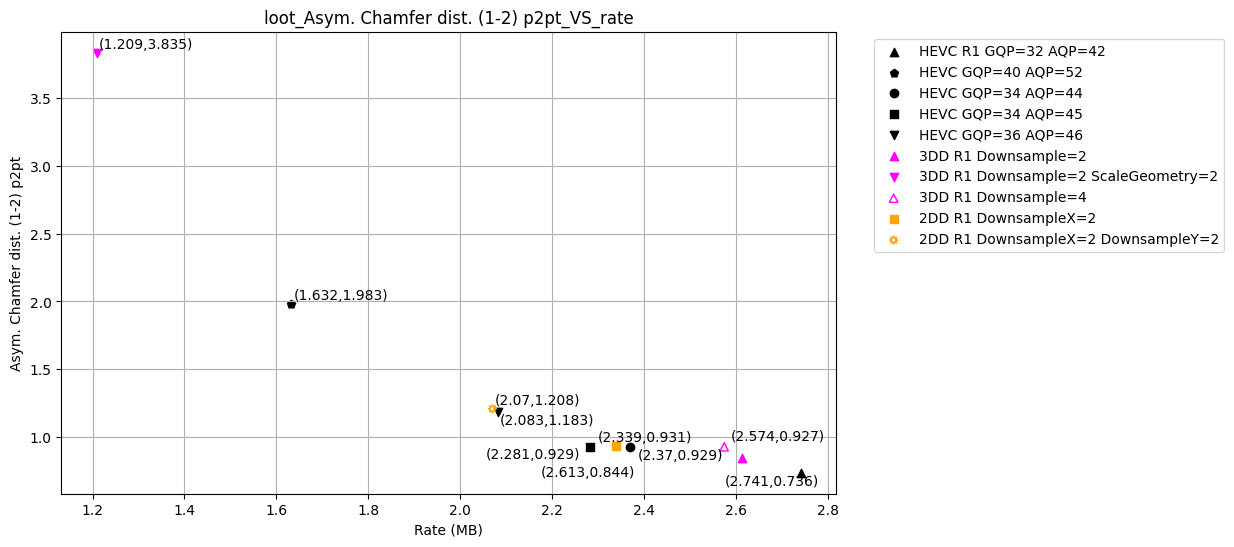 loot_Asym. Chamfer dist. (1-2) p2pt_VS_rate
(1.209,3.835)
(1.632,1.983)
(2.07,1.208)
(2.083,1.183)
(2.339,0.931)
(2.574,0.927)
(2.281,0.929)
(2.37,0.929)
(2.613,0.844)
(2.741,0.736)
Asym. Chamfer dist. (1-2) p2pt
3.5
3.0
2.5
2.0
1.5
1.0
1.2
1.4
1.6
1.8
2.0
2.2
2.4
2.6
2.8
Rate (MB)
HEVC R1 GQP=32 AQP=42
HEVC GQP=40 AQP=52
HEVC GQP=34 AQP=44
HEVC GQP=34 AQP=45
HEVC GQP=36 AQP=46
3DD R1 Downsample=2
3DD R1 Downsample=2 ScaleGeometry=2
3DD R1 Downsample=4
2DD R1 DownsampleX=2
2DD R1 DownsampleX=2 DownsampleY=2